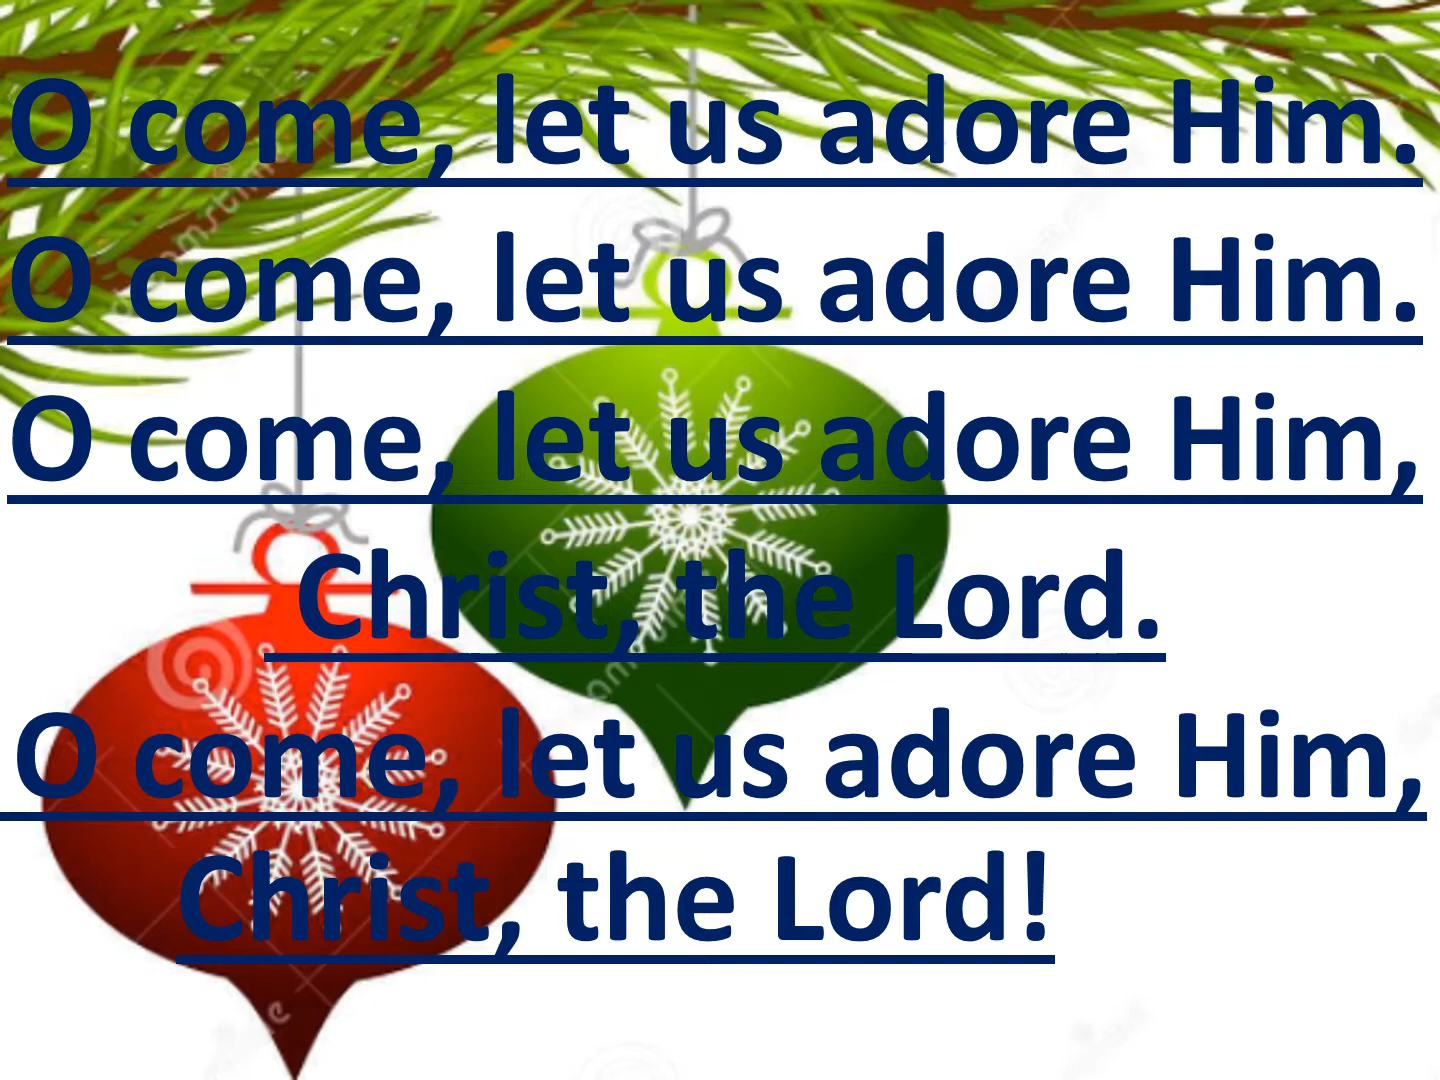 O come, let us adore Him.
O come, let us adore Him.
O come, let us adore Him,
Christ, the Lord.
O come, let us adore Him,
Christ, the Lord!